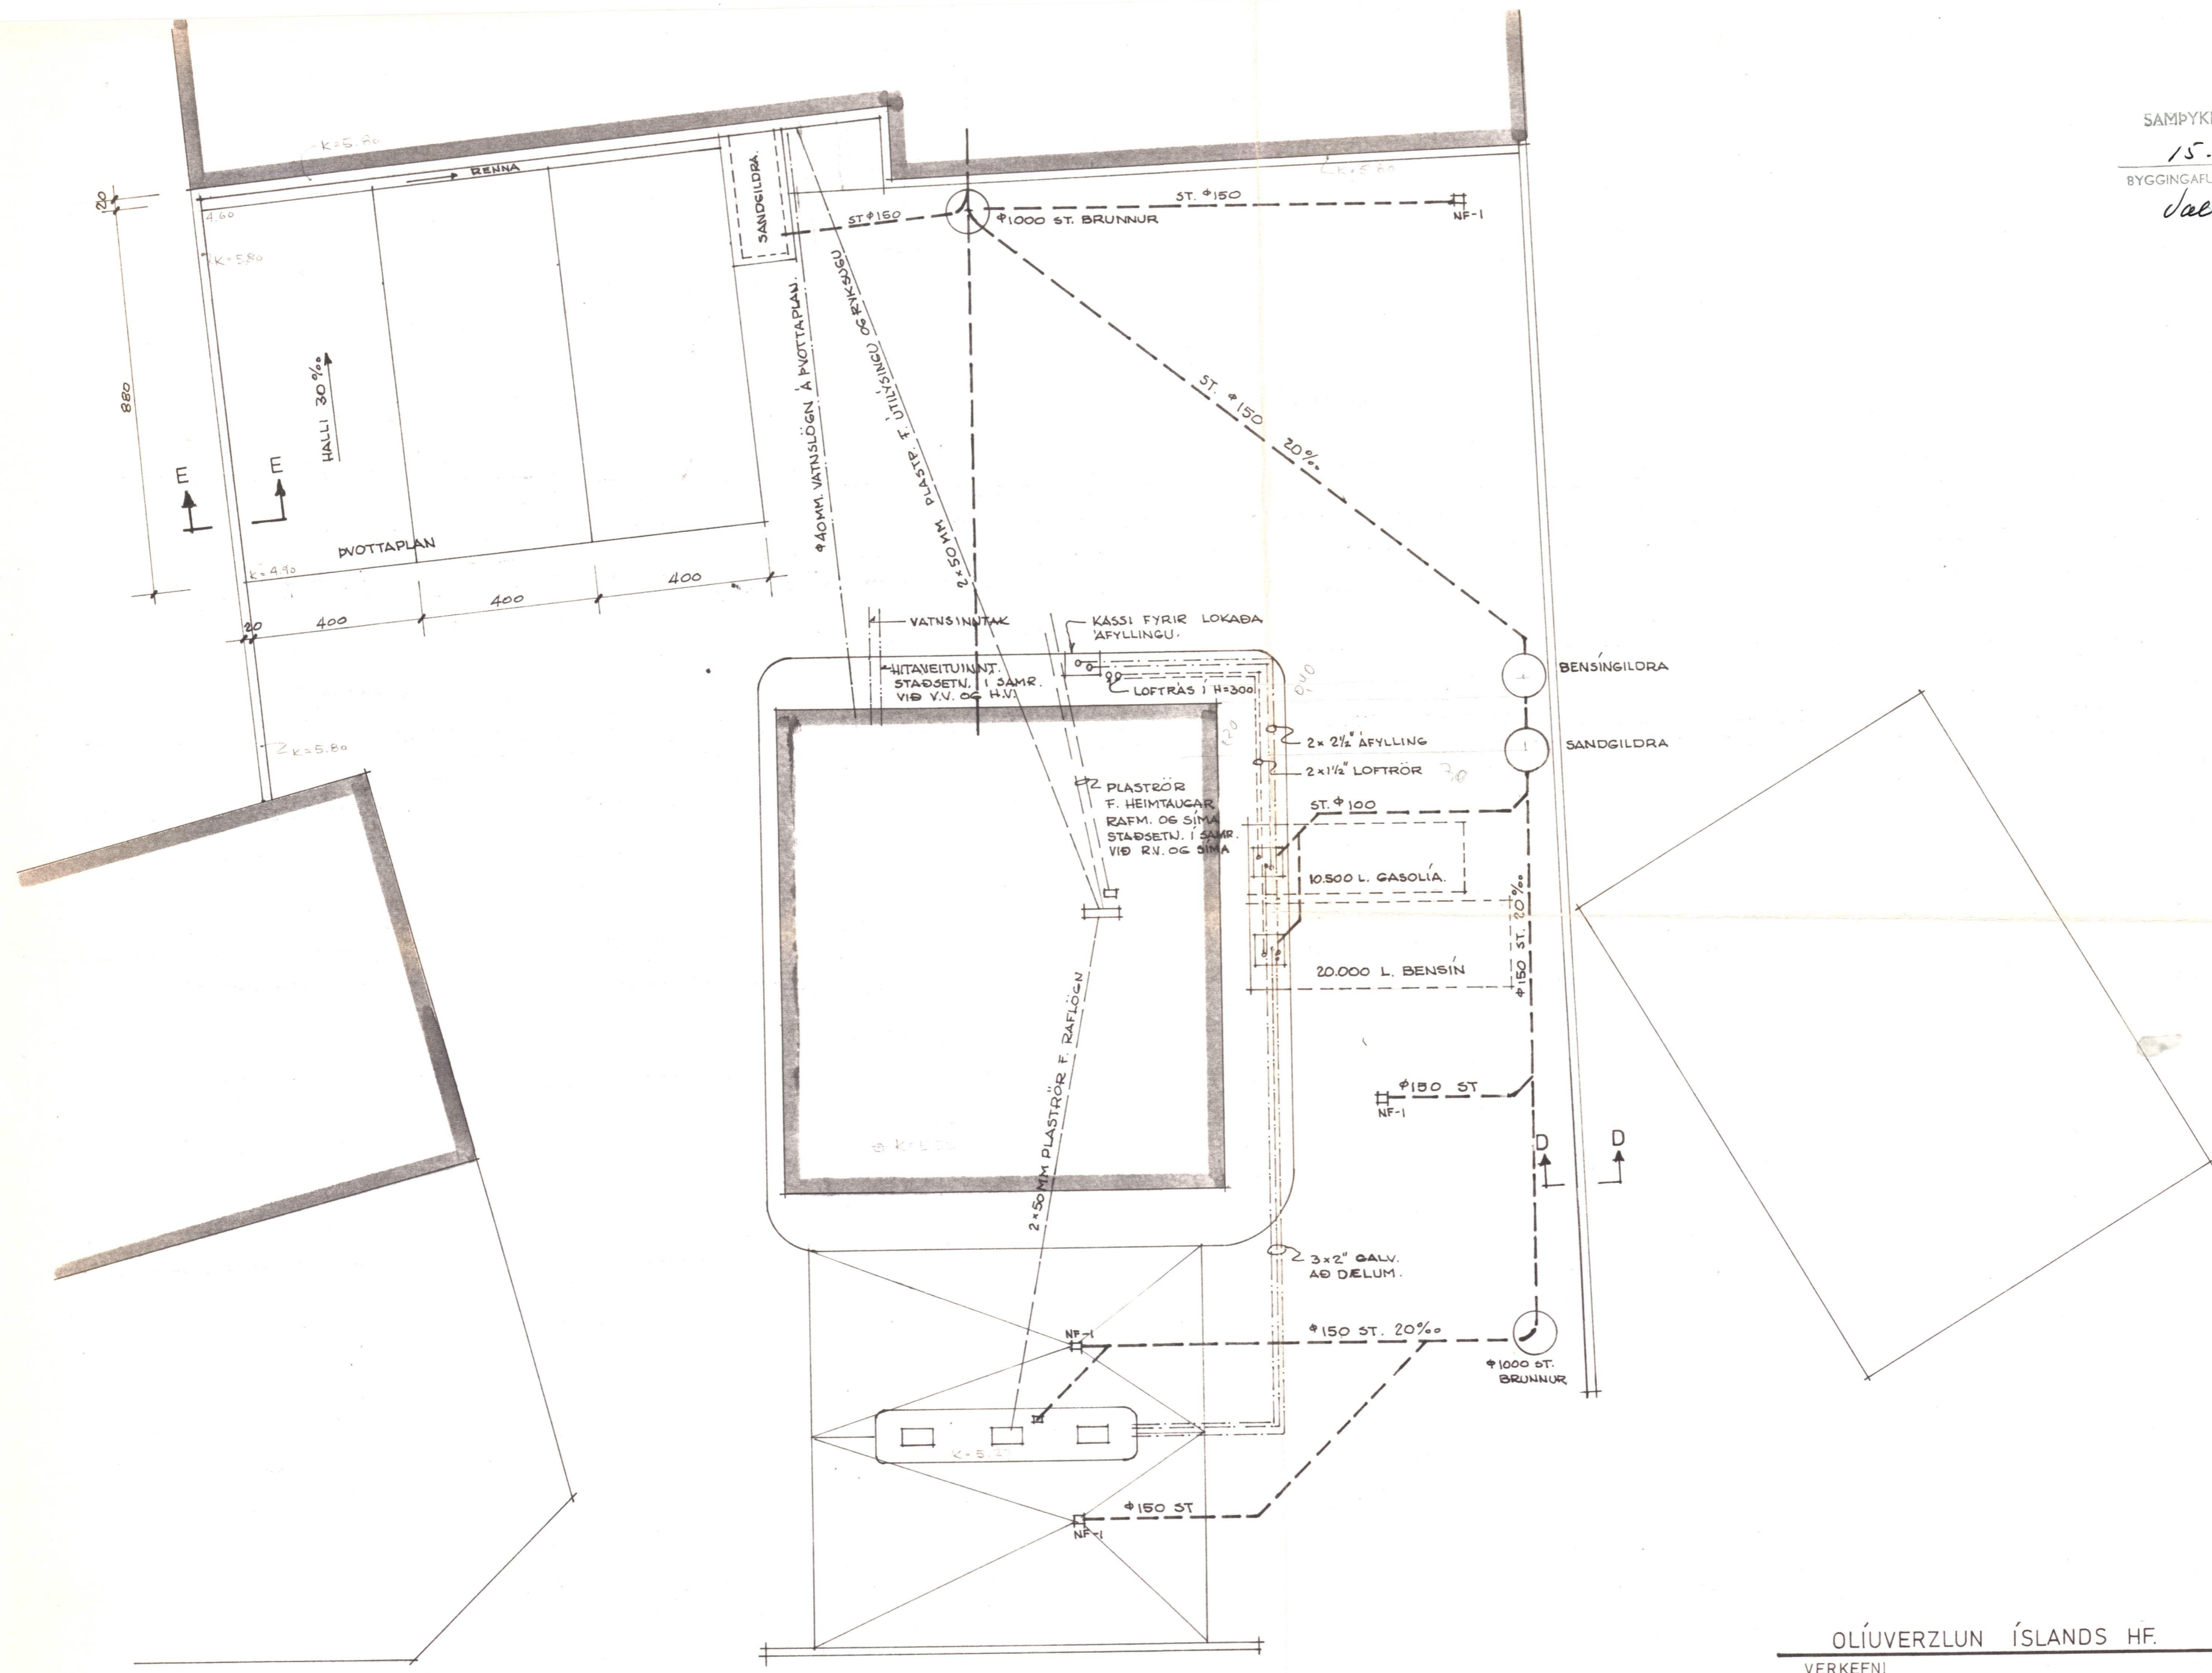 SAMÞYKK
15.
BYGGINGAFU
K=5.80
RENNA
SANDGILDRA.
K=5.80
20
4.60
K=5.80
ST Φ150
Φ1000 ST. BRUNNUR
ST. Φ150
NF-1
880
HALLI 30‰
E
E
Φ40MM. VATNSLÖGN Á ÞVOTTAPLAN.
2×50MM PLASTP. F. ÚTILÝSINGU OG RYKSUGU
ST. Φ150 20‰
ÞVOTTAPLAN
K=4.90
20
400
400
400
VATNSINNTAK
KASSI FYRIR LOKAÐA
ÁFYLLINGU.
HITAVEITUINNT.
STAÐSETN. Í SAMR.
VIÐ V.V. OG H.V.
LOFTRÁS Í H=300
BENSÍNGILDRA
2× 2½" ÁFYLLING
SANDGILDRA
2×1½" LOFTRÖR
K=5.80
PLASTRÖR
F. HEIMTAUGAR
RAFM. OG SÍMA
STAÐSETN. Í SAMR.
VIÐ R.V. OG SÍMA
ST. Φ100
10.500 L. GASOLÍA.
20.000 L. BENSÍN
Φ150 ST. 20‰
2×50MM PLASTRÖR F. RAFLÖGN
Φ150 ST
NF-1
D
D
3×2" GALV.
AÐ DÆLUM.
NF-1
Φ150 ST. 20‰
Φ1000 ST.
BRUNNUR
Φ150 ST
NF-1
OLÍUVERZLUN ÍSLANDS HF.
VERKEFNI